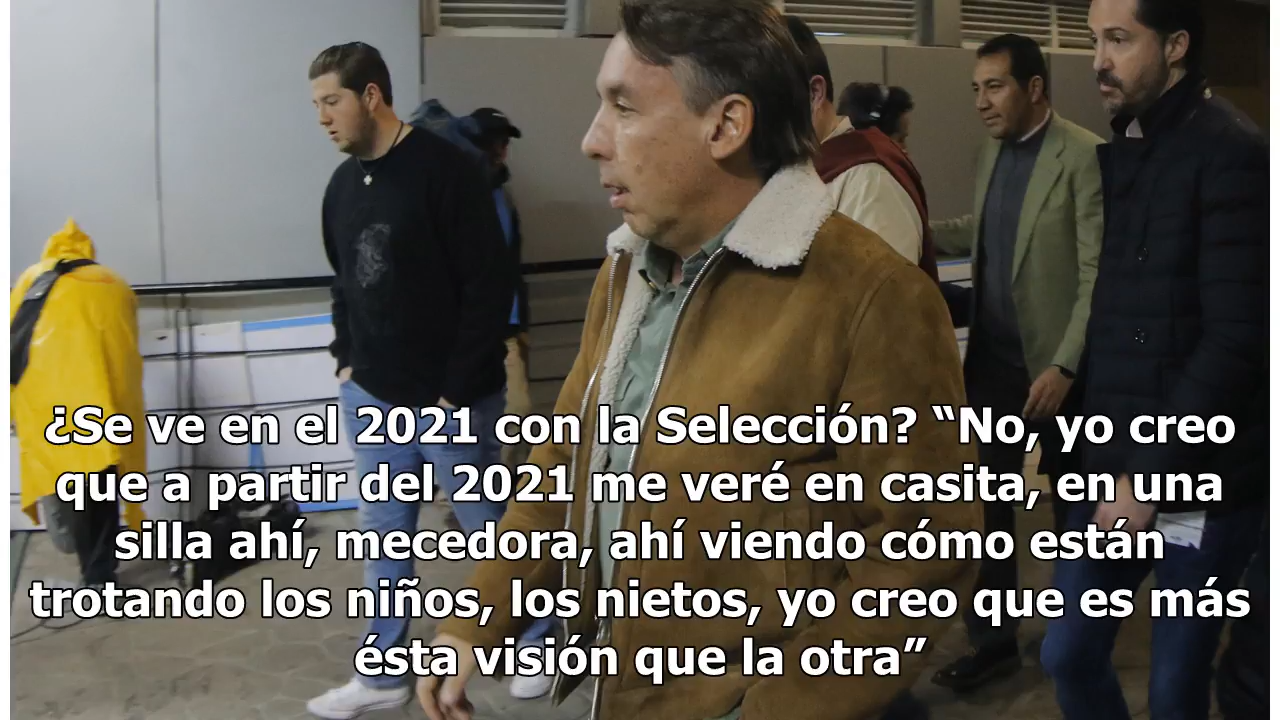 ¿Se ve en el 2021 con la Selección? “No, yo creo
que a partir del 2021 me veré en casita, en una
silla ahí, mecedora, ahí viendo cómo están
trotando los niños, los nietos, yo creo que es más
ésta visión que la otra”